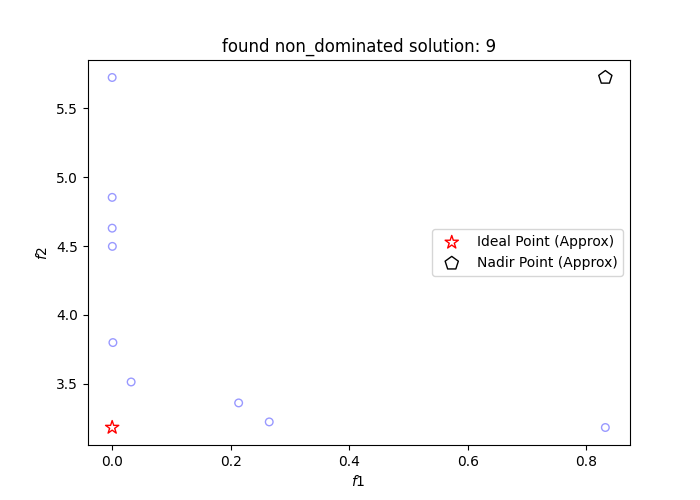 found non_dominated solution: 9
5.5
5.0
4.5
4.0
3.5
f2
Ideal Point (Approx)
Nadir Point (Approx)
0.0 0.2 0.4 0.6 0.8
f1